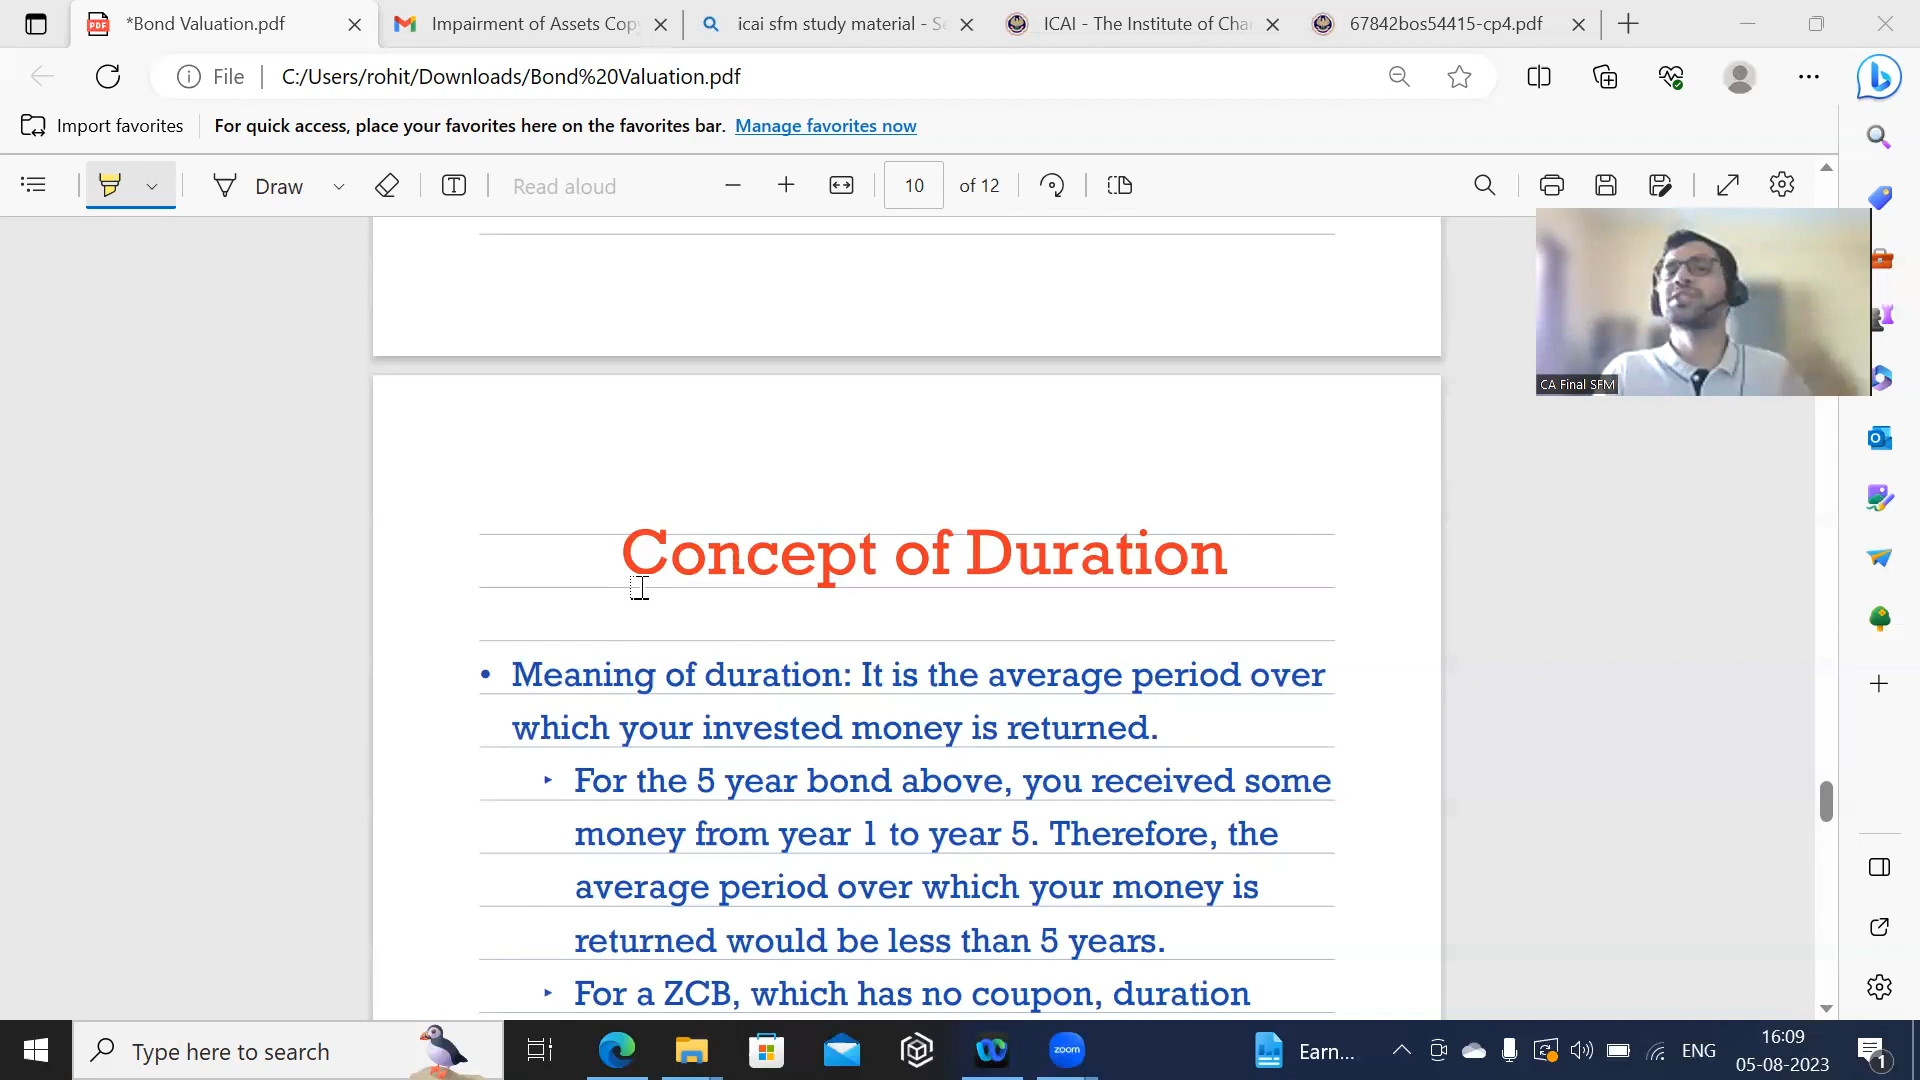 *Bond Valuation.pdf
Impairment of Assets Cop
icai sfm study material - Se
ICAI - The Institute of Char
67842bos54415-cp4.pdf
File
C:/Users/rohit/Downloads/Bond%20Valuation.pdf
Import favorites
For quick access, place your favorites here on the favorites bar. Manage favorites now
Draw
Read aloud
10 of 12
CA Final SFM
Concept of Duration
• Meaning of duration: It is the average period over
which your invested money is returned.
‣ For the 5 year bond above, you received some
money from year 1 to year 5. Therefore, the
average period over which your money is
returned would be less than 5 years.
‣ For a ZCB, which has no coupon, duration
Type here to search
zoom
Earn...
ENG
16:09
05-08-2023
1